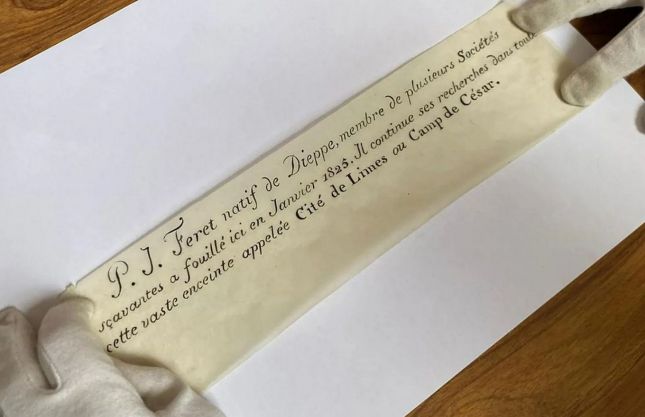 P. J. Feret natif de Dieppe, membre de plusieurs Sociétés
sçavantes a fouillé ici en Janvier 1825. Il continue ses recherches dans toute
cette vaste enceinte appelée Cité de Limes ou Camp de César.